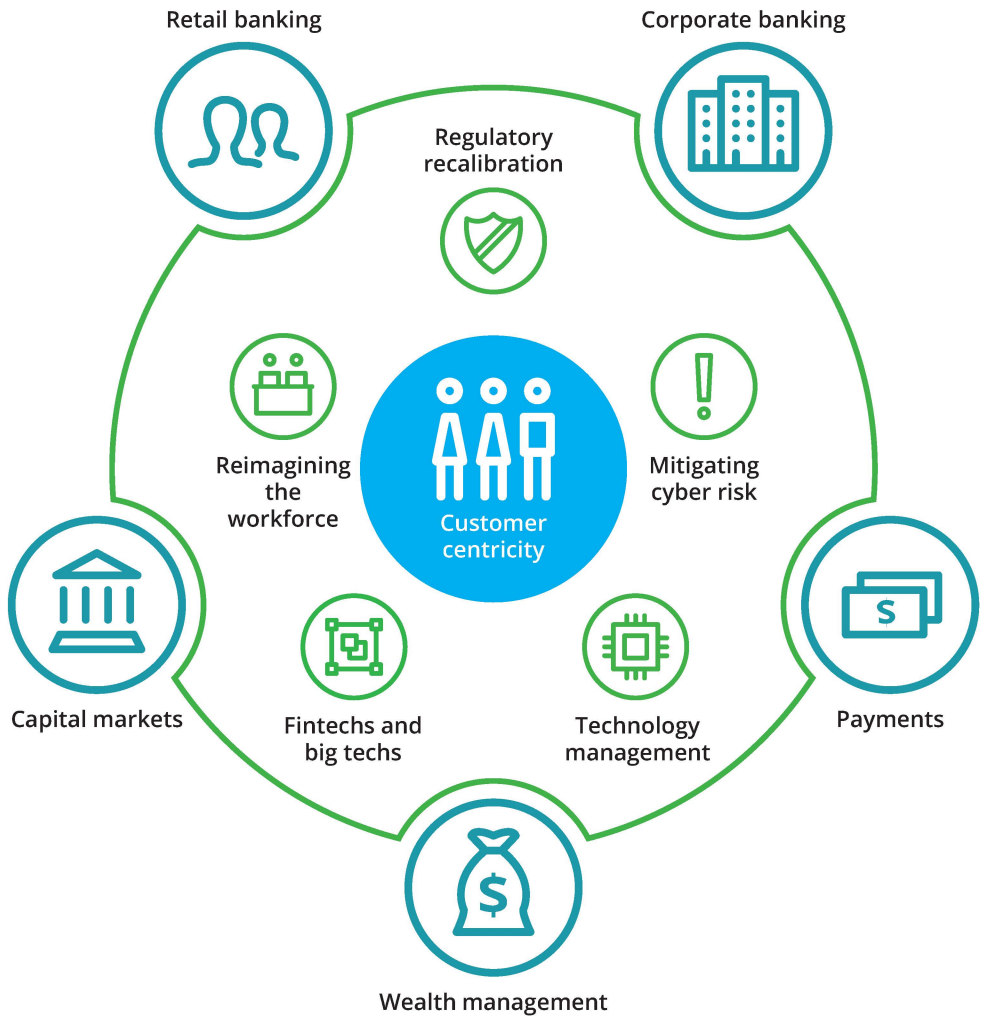 Retail banking
Corporate banking
Regulatory
recalibration
Reimagining
the
workforce
Customer
centricity
Mitigating
cyber risk
Capital markets
Fintechs and
big techs
Technology
management
S
Payments
$
Wealth management